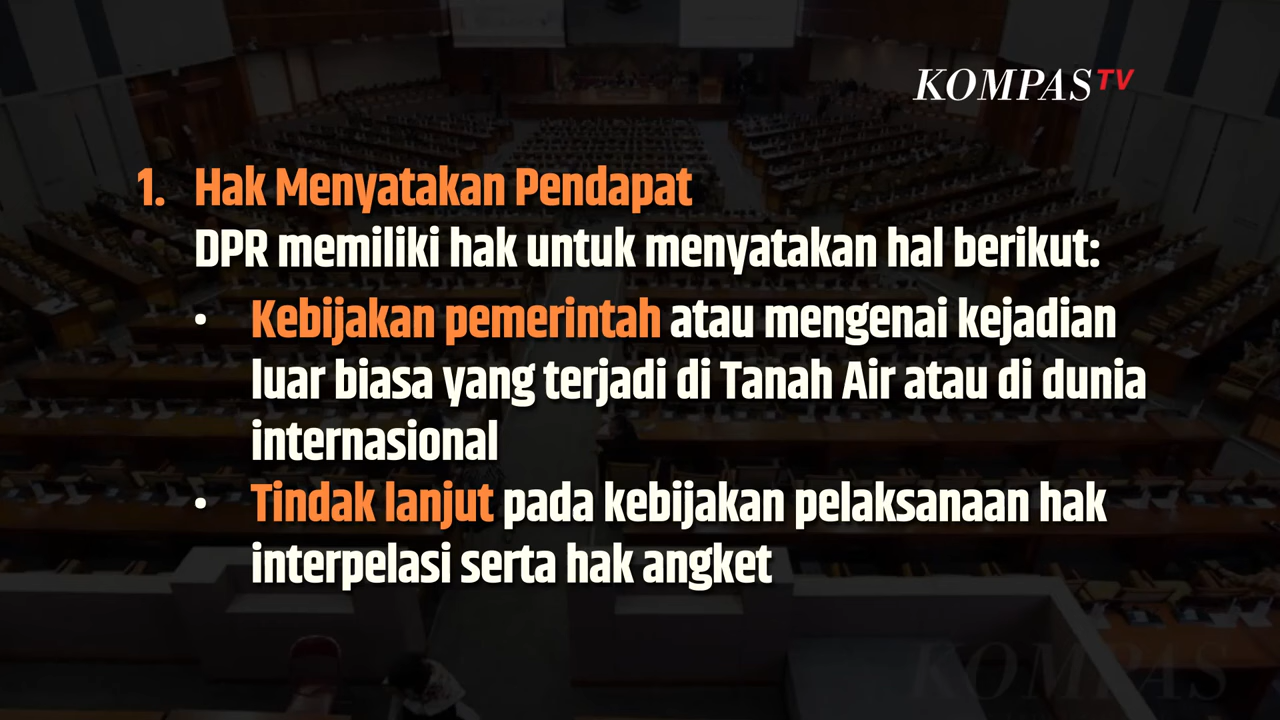 KOMPAS TV
1. Hak Menyatakan Pendapat
DPR memiliki hak untuk menyatakan hal berikut:
• Kebijakan pemerintah atau mengenai kejadian
luar biasa yang terjadi di Tanah Air atau di dunia
internasional
• Tindak lanjut pada kebijakan pelaksanaan hak
interpelasi serta hak angket
KOMPAS